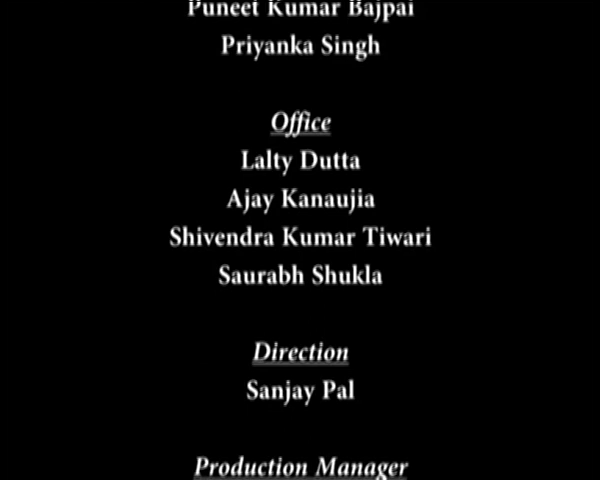 Puneet Kumar Bajpai
Priyanka Singh
Office
Lalty Dutta
Ajay Kanaujia
Shivendra Kumar Tiwari
Saurabh Shukla
Direction
Sanjay Pal
Production Manager